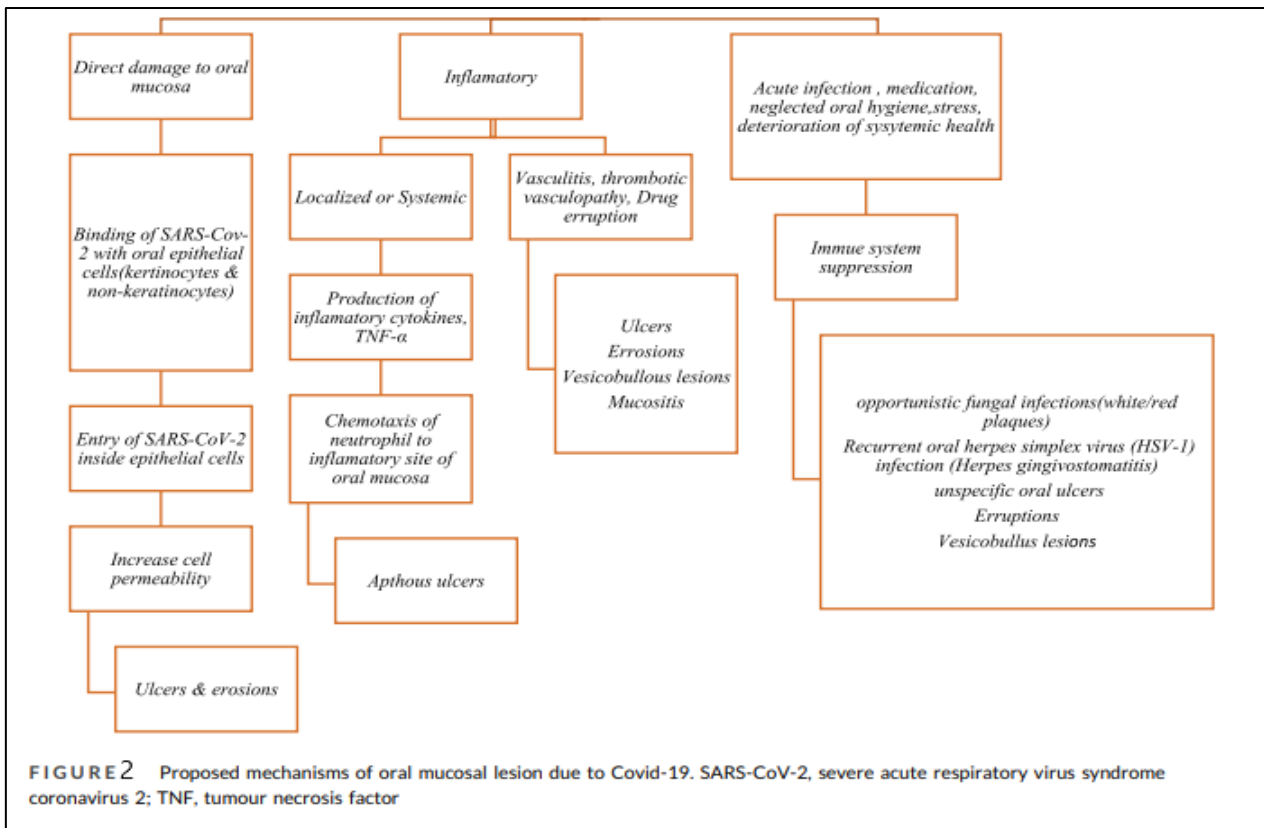 Direct damage to oral
mucosa
Binding of SARS-Cov-
2 with oral epithelial
cells(kertinocytes &
non-keratinocytes)
Entry of SARS-CoV-2
inside epithelial cells
Increase cell
permeability
Ulcers & erosions
Inflamatory
Localized or Systemic
Production of
inflamatory cytokines,
TNF-α
Chemotaxis of
neutrophil to
inflamatory site of
oral mucosa
Apthous ulcers
Vasculitis, thrombotic
vasculopathy, Drug
erruption
Ulcers
Errosions
Vesicobullous lesions
Mucositis
Acute infection , medication,
neglected oral hygiene,stress,
deterioration of sysytemic health
Immue system
suppression
opportunistic fungal infections(white/red
plaques)
Recurrent oral herpes simplex virus (HSV-1)
infection (Herpes gingivostomatitis)
unspecific oral ulcers
Erruptions
Vesicobullus lesions
FIGURE2 Proposed mechanisms of oral mucosal lesion due to Covid-19. SARS-CoV-2, severe acute respiratory virus syndrome
coronavirus 2; TNF, tumour necrosis factor